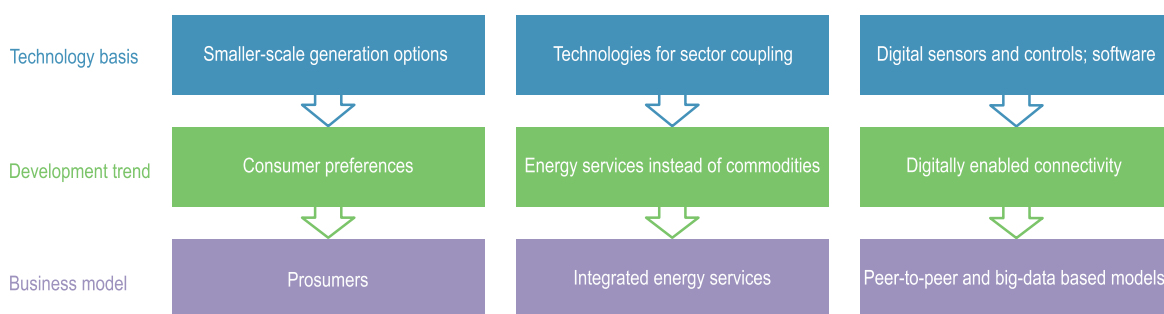 Technology basis
Smaller-scale generation options
Technologies for sector coupling
Digital sensors and controls; software
Development trend
Consumer preferences
Energy services instead of commodities
Digitally enabled connectivity
Business model
Prosumers
Integrated energy services
Peer-to-peer and big-data based models